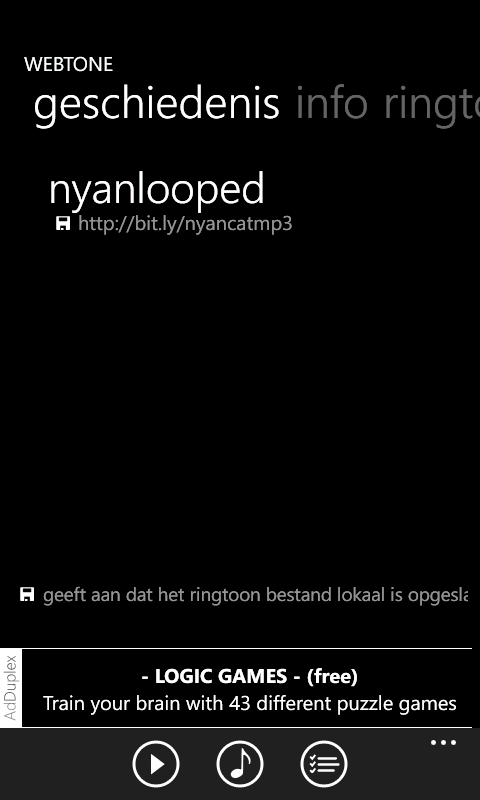 WEBTONE
geschiedenis info ringto
nyanlooped
http://bit.ly/nyancatmp3
geeft aan dat het ringtoon bestand lokaal is opgesla
AdDuplex
- LOGIC GAMES - (free)
Train your brain with 43 different puzzle games